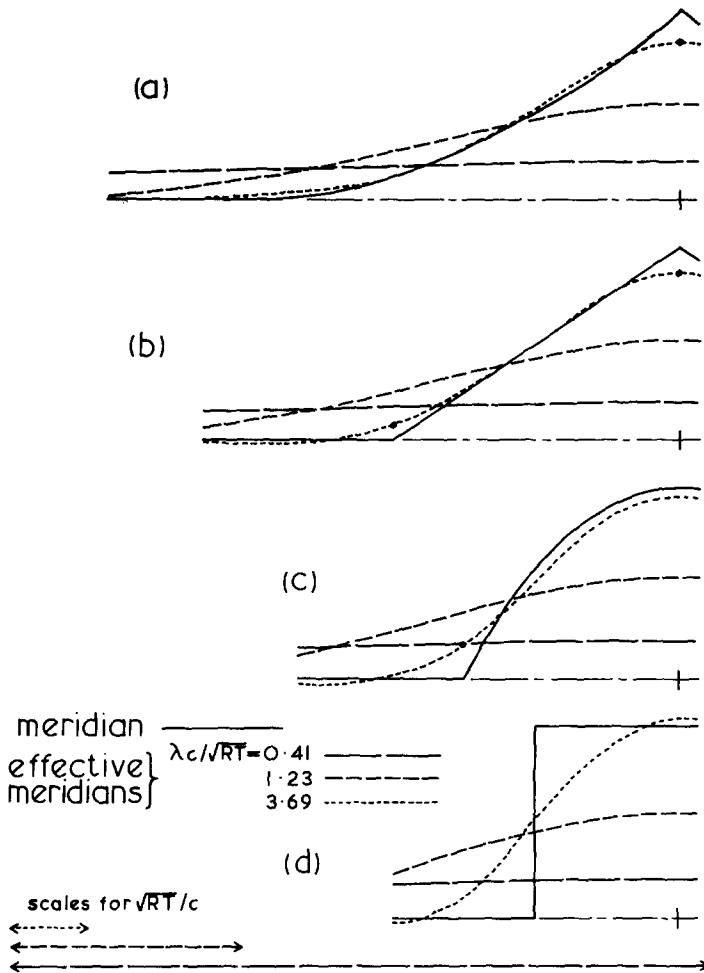 (a)
(b)
(c)
meridian
effective meridians} λc/√RT = 0·41
1·23
3·69
(d)
scales for √RT/c